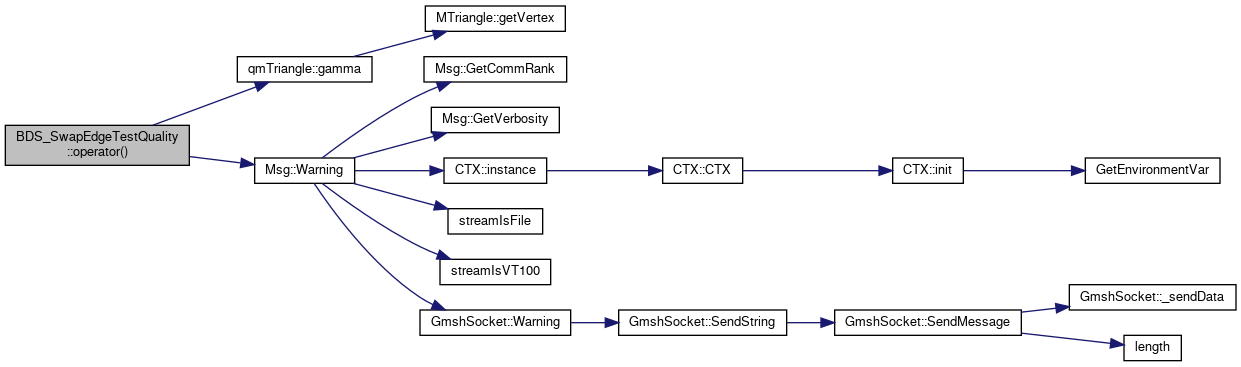 MTriangle::getVertex
qmTriangle::gamma
Msg::GetCommRank
Msg::GetVerbosity
BDS_SwapEdgeTestQuality
::operator()
Msg::Warning
CTX::instance
CTX::CTX
CTX::init
GetEnvironmentVar
streamIsFile
streamIsVT100
GmshSocket::_sendData
GmshSocket::Warning
GmshSocket::SendString
GmshSocket::SendMessage
length